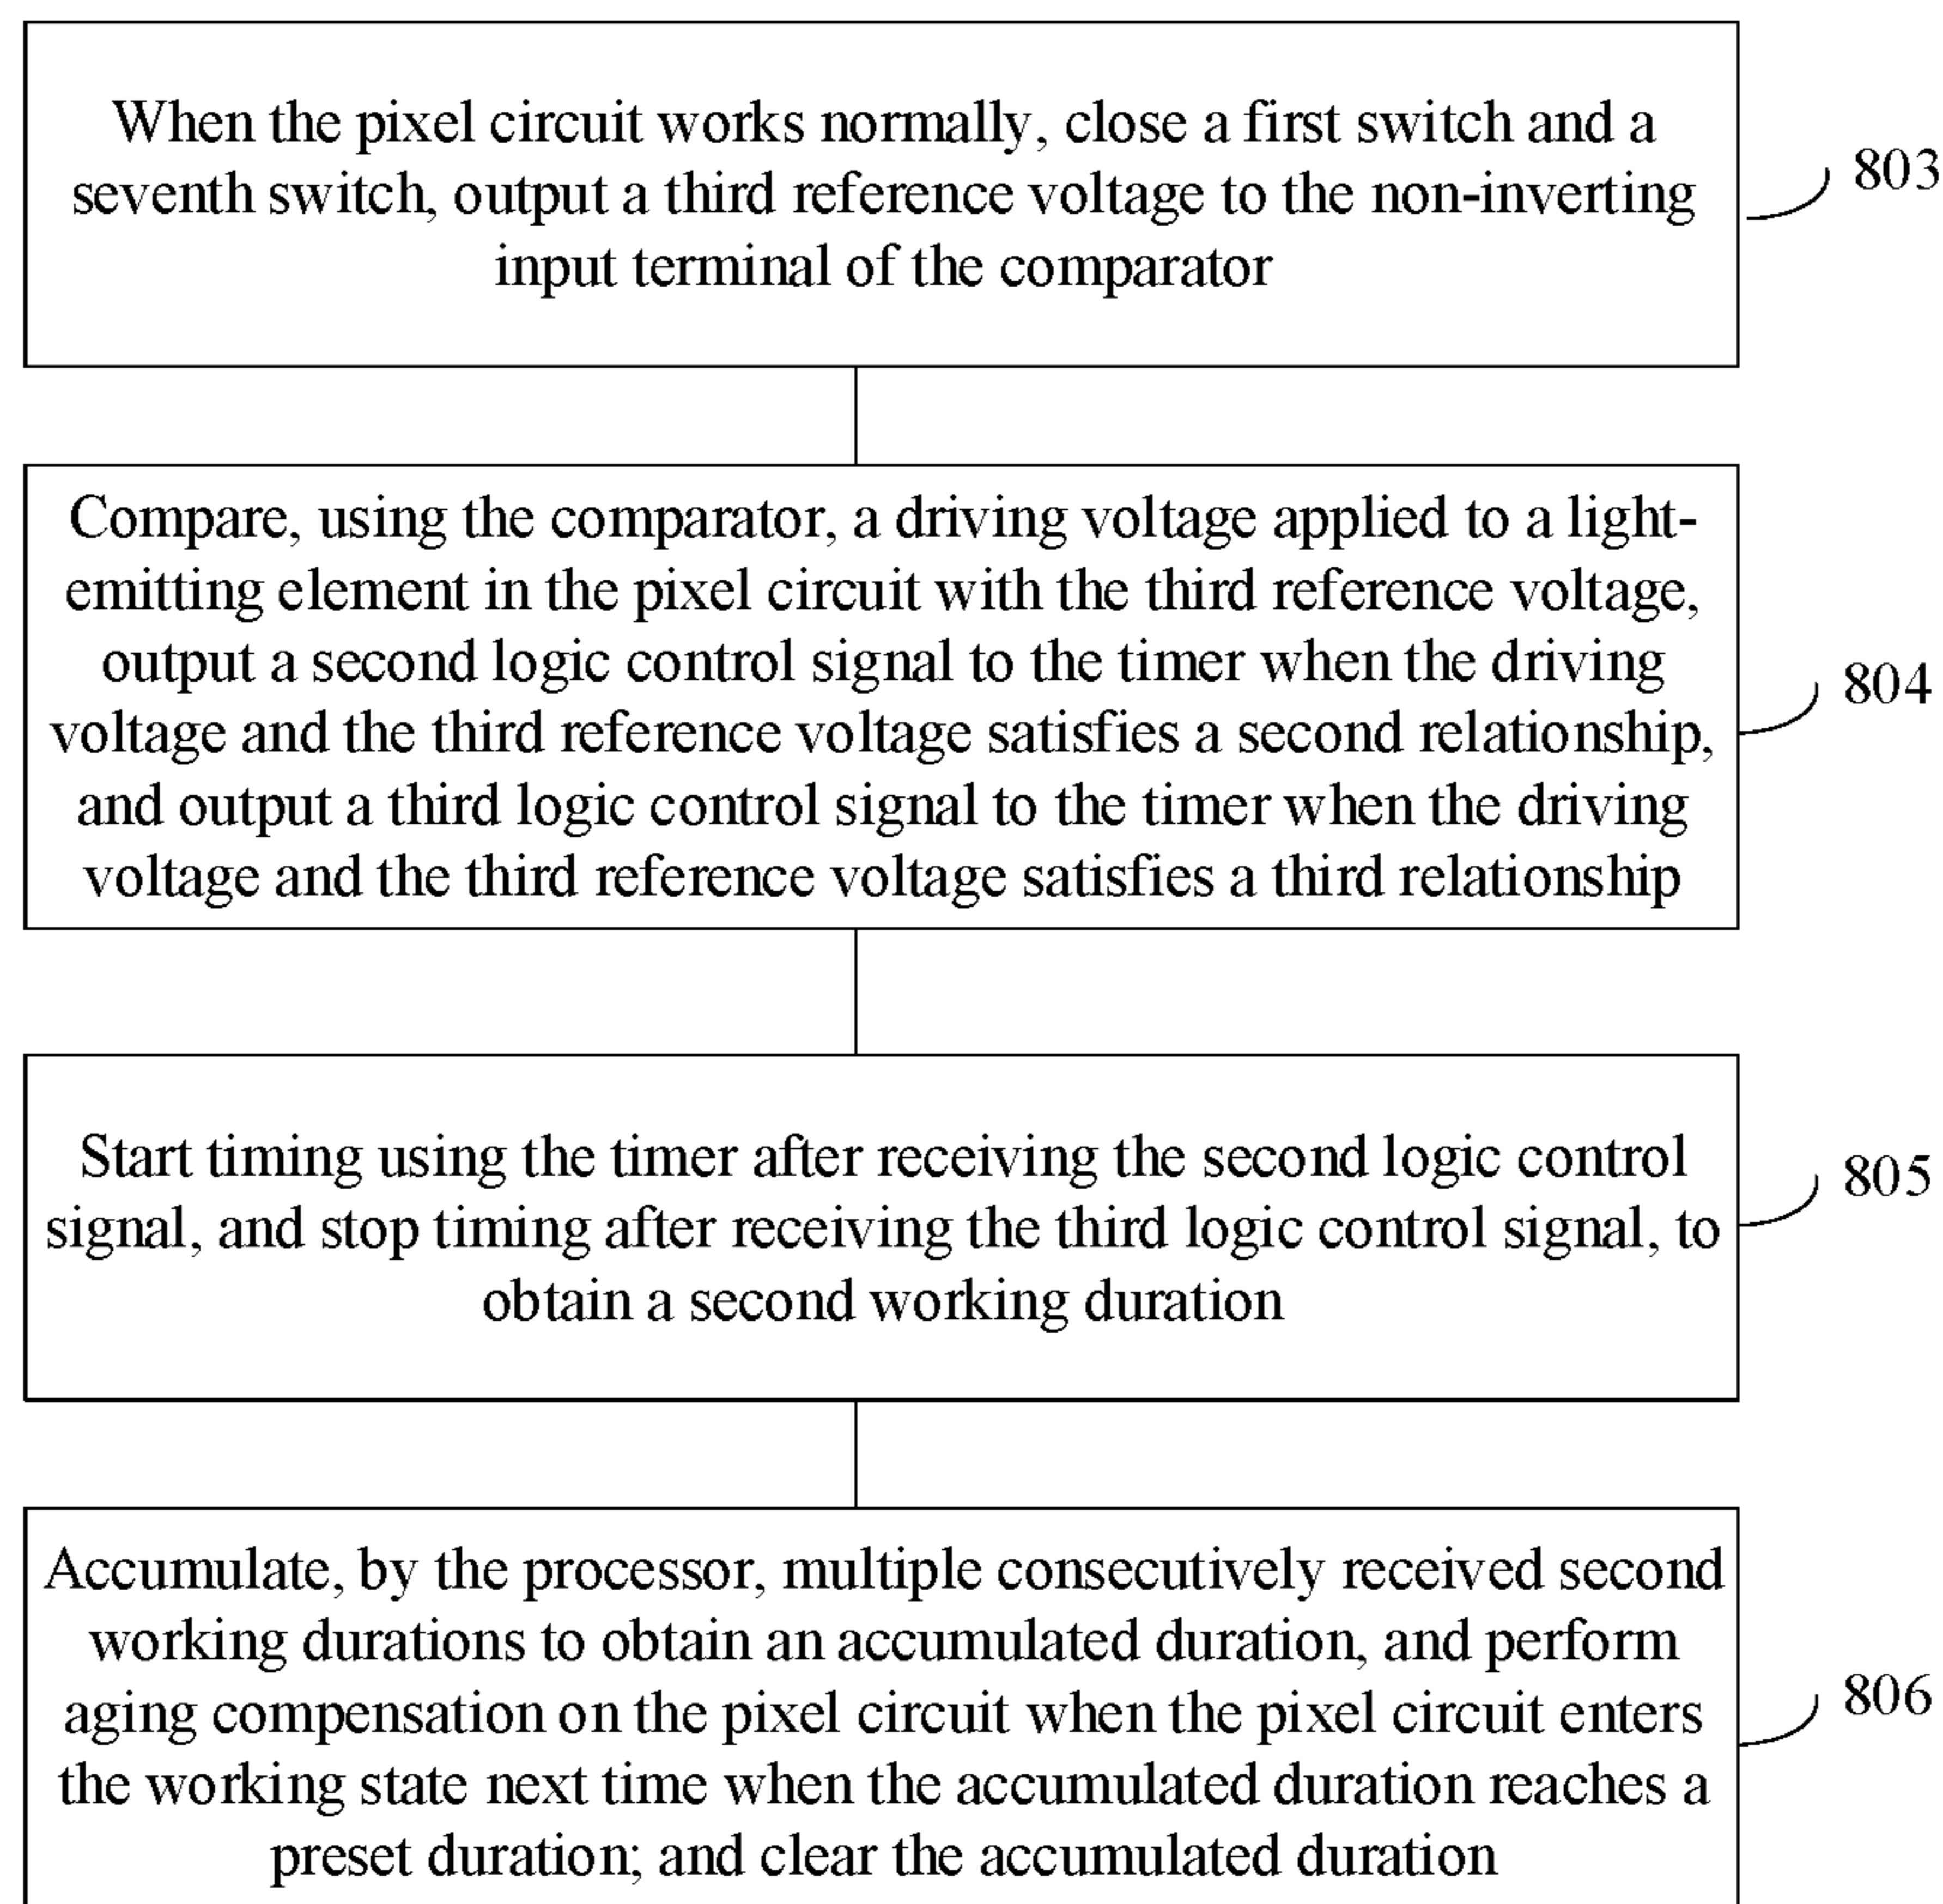 When the pixel circuit works normally, close a first switch and a
seventh switch, output a third reference voltage to the non-inverting
input terminal of the comparator
803
Compare, using the comparator, a driving voltage applied to a light-
emitting element in the pixel circuit with the third reference voltage,
output a second logic control signal to the timer when the driving
voltage and the third reference voltage satisfies a second relationship,
and output a third logic control signal to the timer when the driving
voltage and the third reference voltage satisfies a third relationship
804
Start timing using the timer after receiving the second logic control
signal, and stop timing after receiving the third logic control signal, to
obtain a second working duration
805
Accumulate, by the processor, multiple consecutively received second
working durations to obtain an accumulated duration, and perform
aging compensation on the pixel circuit when the pixel circuit enters
the working state next time when the accumulated duration reaches a
preset duration; and clear the accumulated duration
806